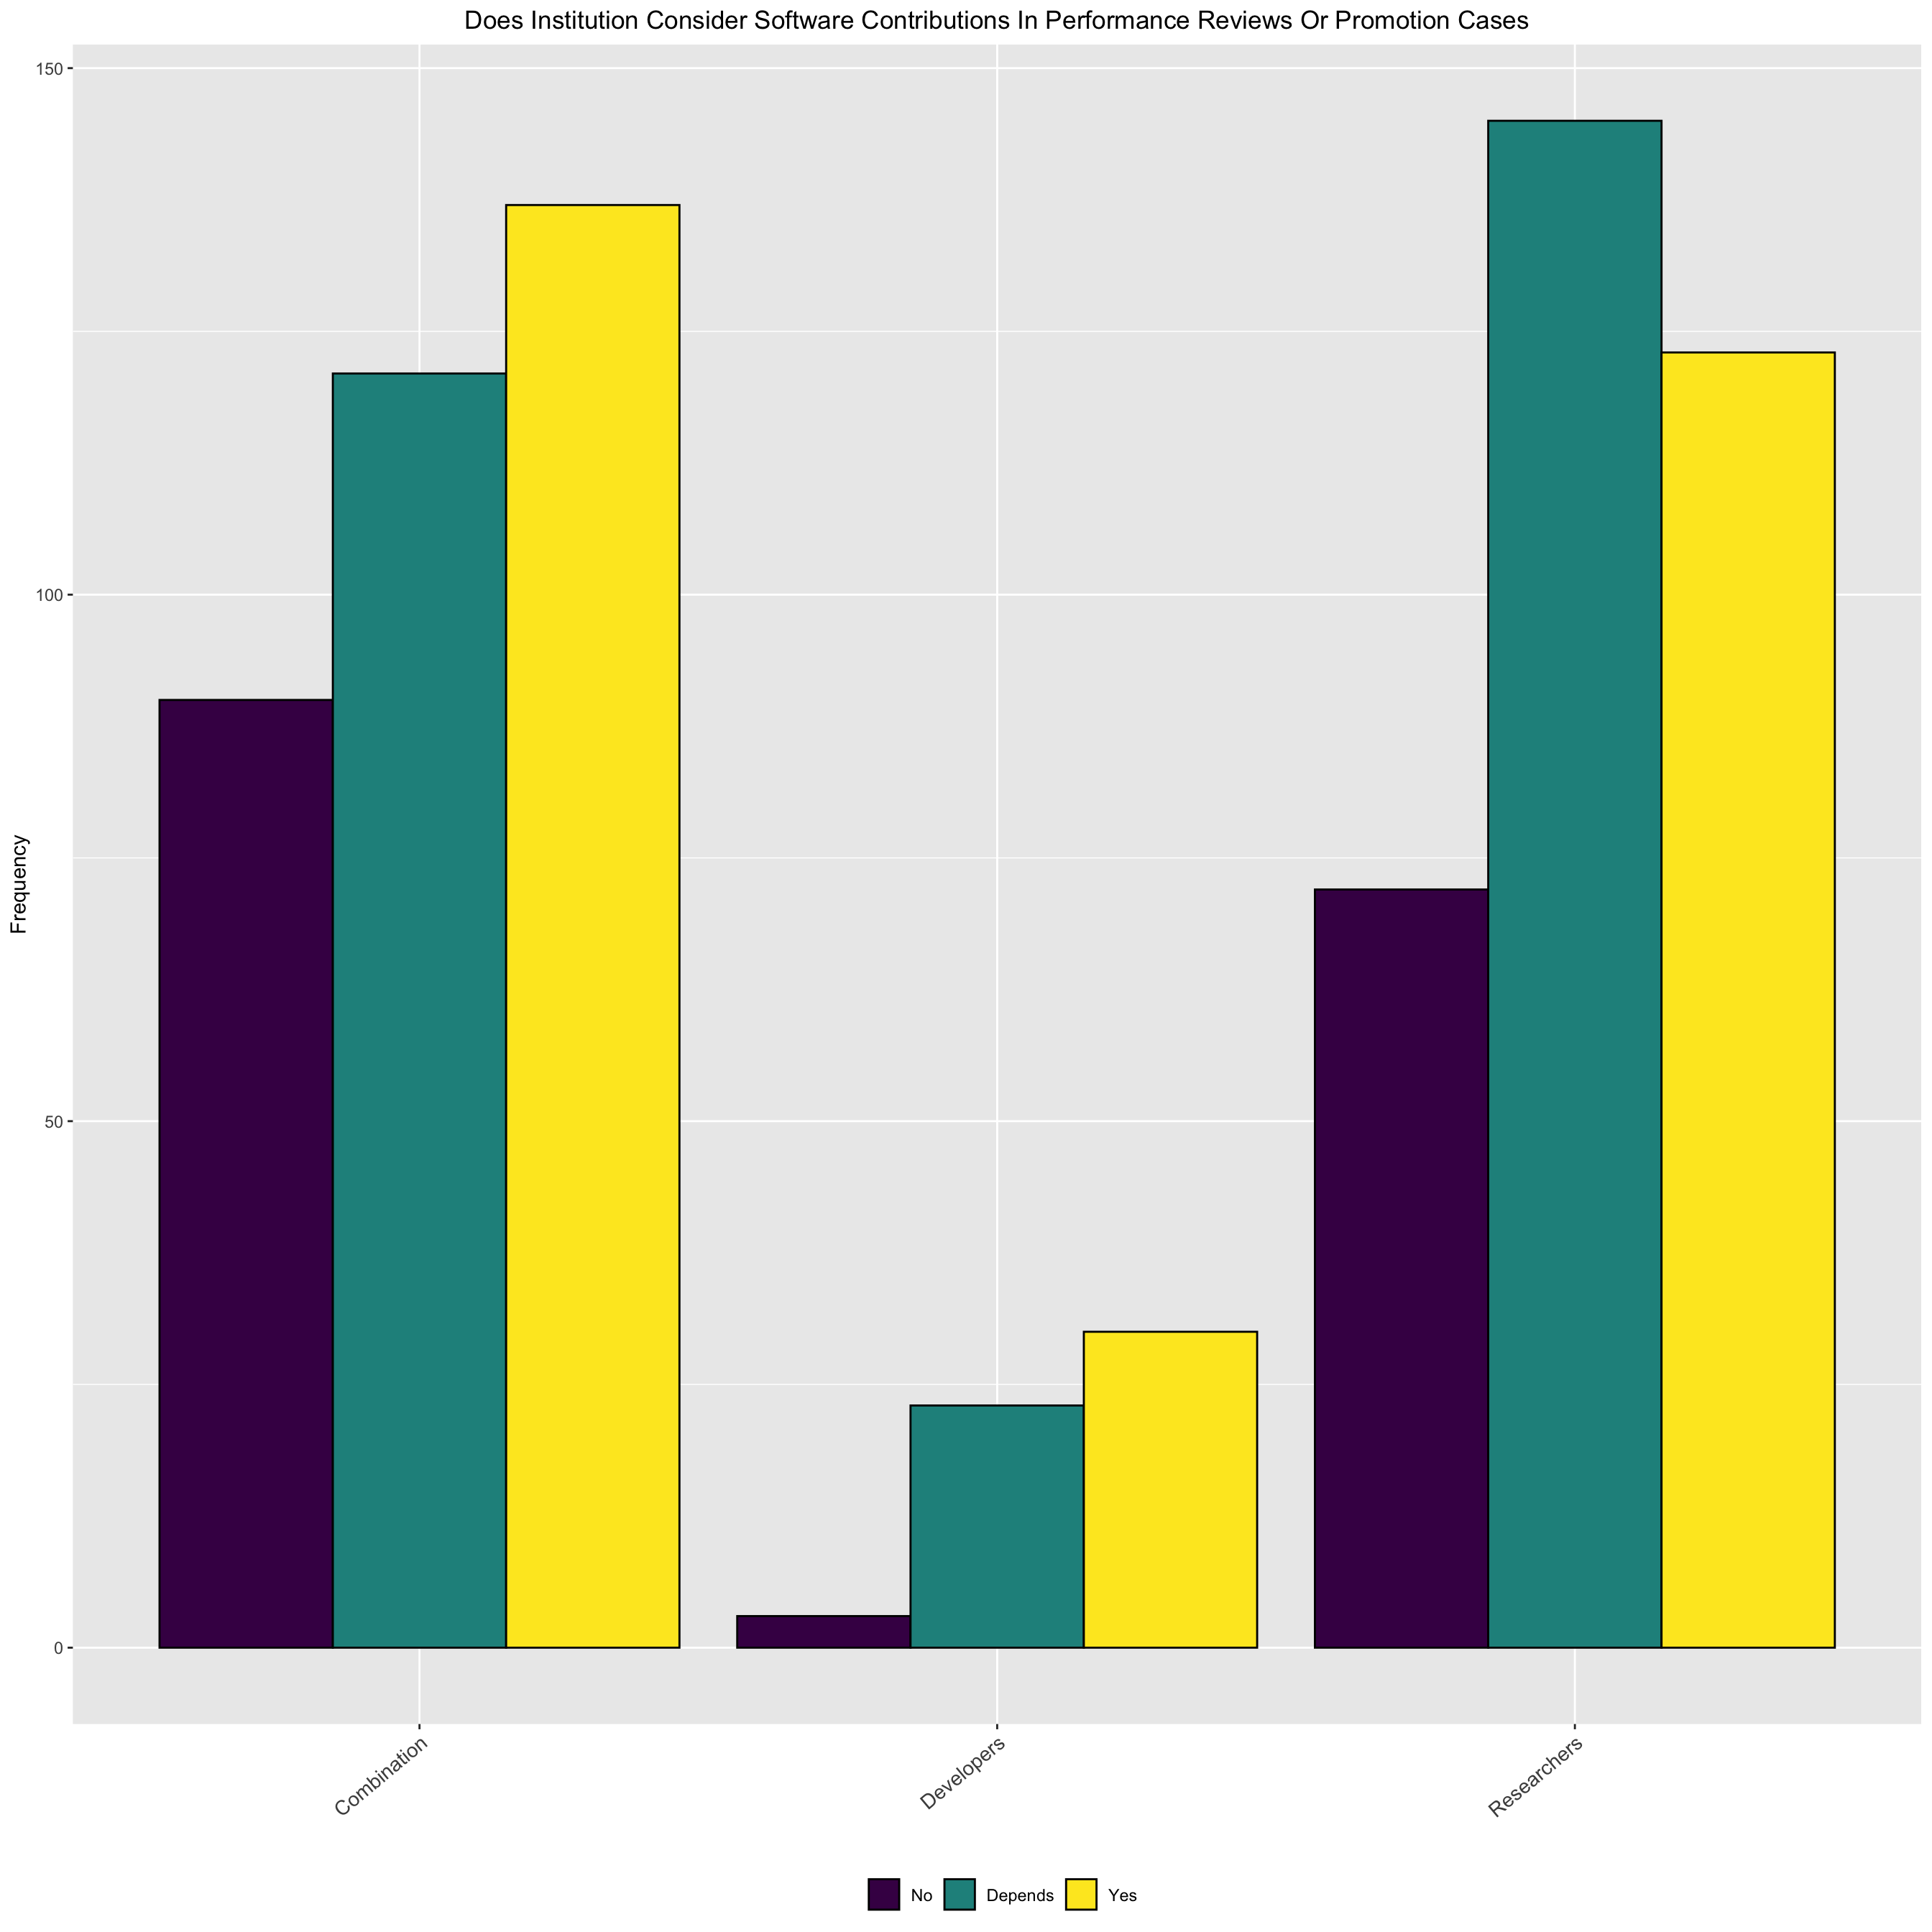 Does Institution Consider Software Contributions In Performance Reviews Or Promotion Cases
150
100
50
0
Frequency
Combination
Developers
Researchers
No Depends Yes